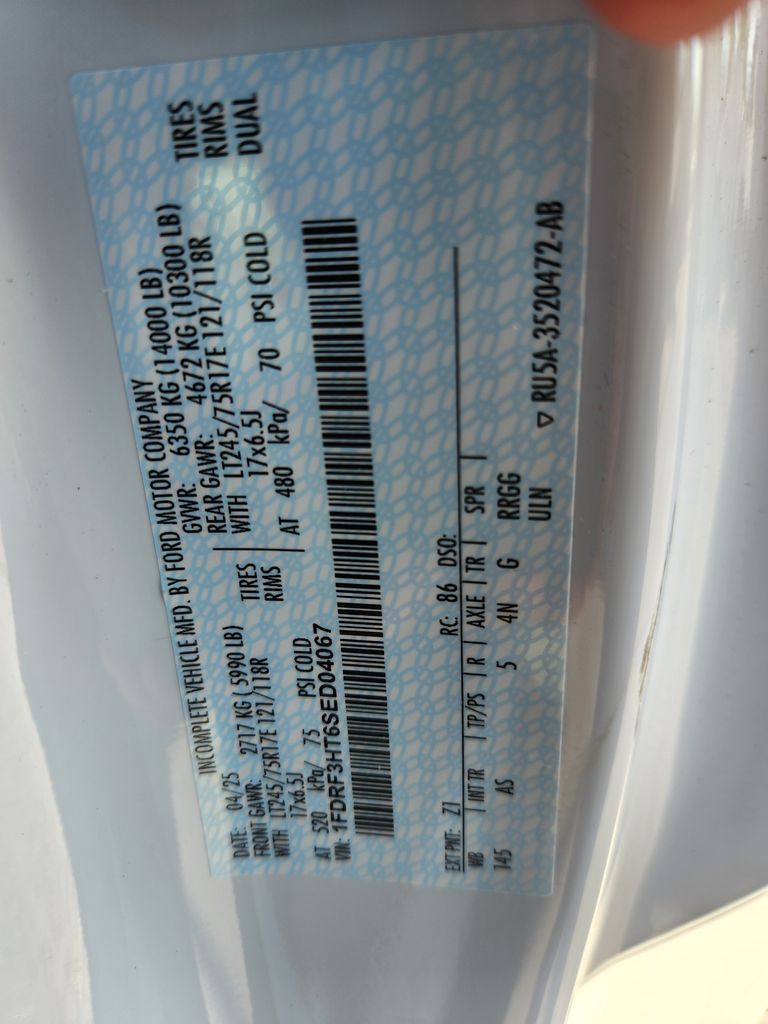 INCOMPLETE VEHICLE MFD. BY FORD MOTOR COMPANY
DATE: 04/25 GVWR: 6350 KG (14000 LB)
FRONT GAWR: 2717 KG (5990 LB) REAR GAWR: 4672 KG (10300 LB)
WITH LT245/75R17E 121/118R TIRES WITH LT245/75R17E 121/118R TIRES
17x6.5J RIMS 17x6.5J RIMS
AT 520 kPa/ 75 PSI COLD AT 480 kPa/ 70 PSI COLD DUAL
VIN: 1FDRF3HT6SED04067
EXT PNT: Z1 RC: 86 DSO:
WB INT TR TP/PS R AXLE TR SPR
145 AS 5 4N G RRGG
ULN
▽ RU5A-3520472-AB